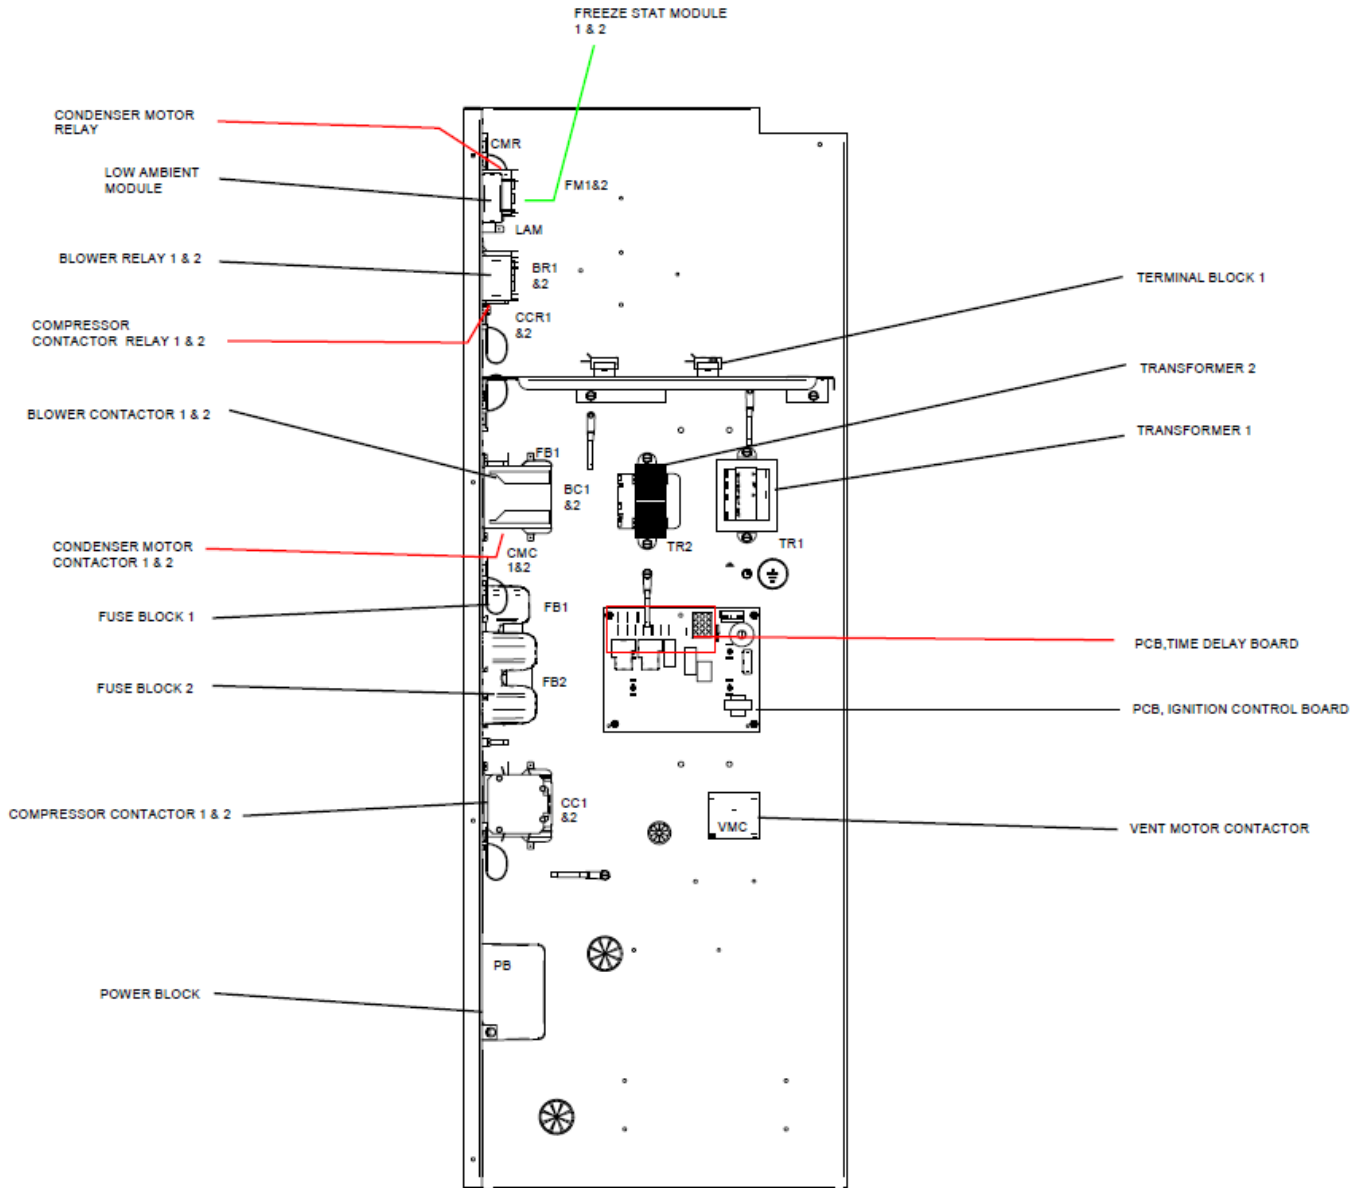 FREEZE STAT MODULE
1 & 2
CONDENSER MOTOR
RELAY
CMR
LOW AMBIENT
MODULE
FM1&2
LAM
BLOWER RELAY 1 & 2
BR1
&2
TERMINAL BLOCK 1
COMPRESSOR
CONTACTOR RELAY 1 & 2
CCR1
&2
TRANSFORMER 2
BLOWER CONTACTOR 1 & 2
TRANSFORMER 1
FB1
BC1
&2
CONDENSER MOTOR
CONTACTOR 1 & 2
CMC
1&2
TR2
TR1
FUSE BLOCK 1
FB1
PCB,TIME DELAY BOARD
FUSE BLOCK 2
FB2
PCB, IGNITION CONTROL BOARD
COMPRESSOR CONTACTOR 1 & 2
CC1
&2
VMC
VENT MOTOR CONTACTOR
PB
POWER BLOCK